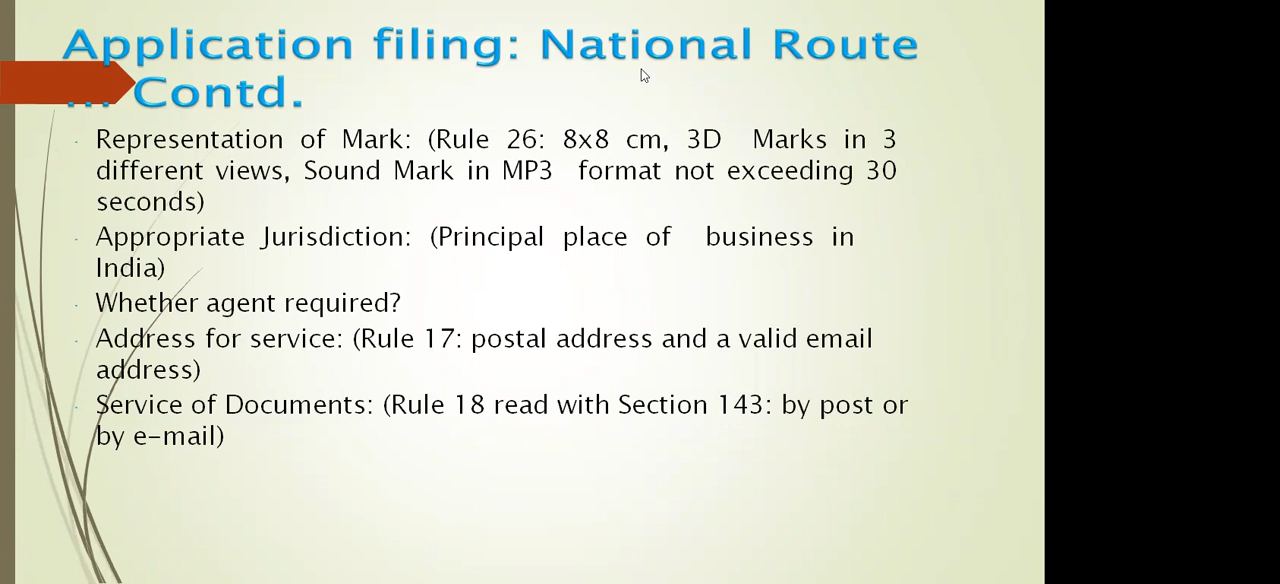 Application filing: National Route
... Contd.
Representation of Mark: (Rule 26: 8x8 cm, 3D Marks in 3
different views, Sound Mark in MP3 format not exceeding 30
seconds)
Appropriate Jurisdiction: (Principal place of business in
India)
Whether agent required?
Address for service: (Rule 17: postal address and a valid email
address)
Service of Documents: (Rule 18 read with Section 143: by post or
by e-mail)